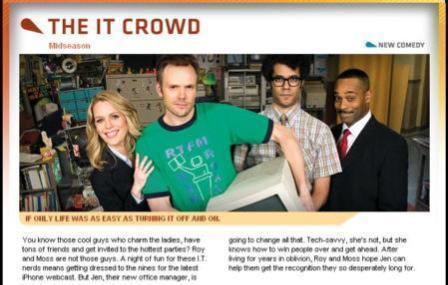 THE IT CROWD
Midseason
NEW COMEDY
RTFM
IF ONLY LIFE WAS AS EASY AS TURNING IT OFF AND ON.
You know those cool guys who charm the ladies, have
tons of friends and get invited to the hottest parties? Roy
and Moss are not those guys. A night of fun for these I.T.
nerds means getting dressed to the nines for the latest
iPhone webcast. But Jen, their new office manager, is
going to change all that. Tech-savvy, she's not, but she
knows how to win people over and get ahead. After
living for years in oblivion, Roy and Moss hope Jen can
help them get the recognition they so desperately long for.